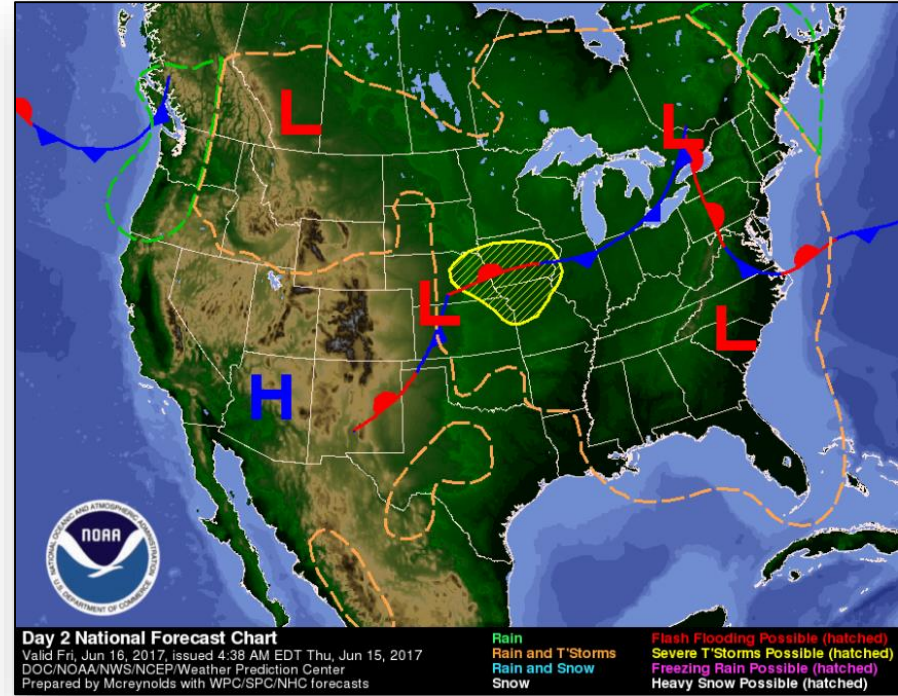 L
L
L
L
H
NATIONAL OCEANIC AND ATMOSPHERIC ADMINISTRATION
NOAA
U.S. DEPARTMENT OF COMMERCE
Day 2 National Forecast Chart
Valid Fri, Jun 16, 2017, issued 4:38 AM EDT Thu, Jun 15, 2017
DOC/NOAA/NWS/NCEP/Weather Prediction Center
Prepared by Mcreynolds with WPC/SPC/NHC forecasts
Rain
Rain and T'Storms
Rain and Snow
Snow
Flash Flooding Possible (hatched)
Severe T'Storms Possible (hatched)
Freezing Rain Possible (hatched)
Heavy Snow Possible (hatched)